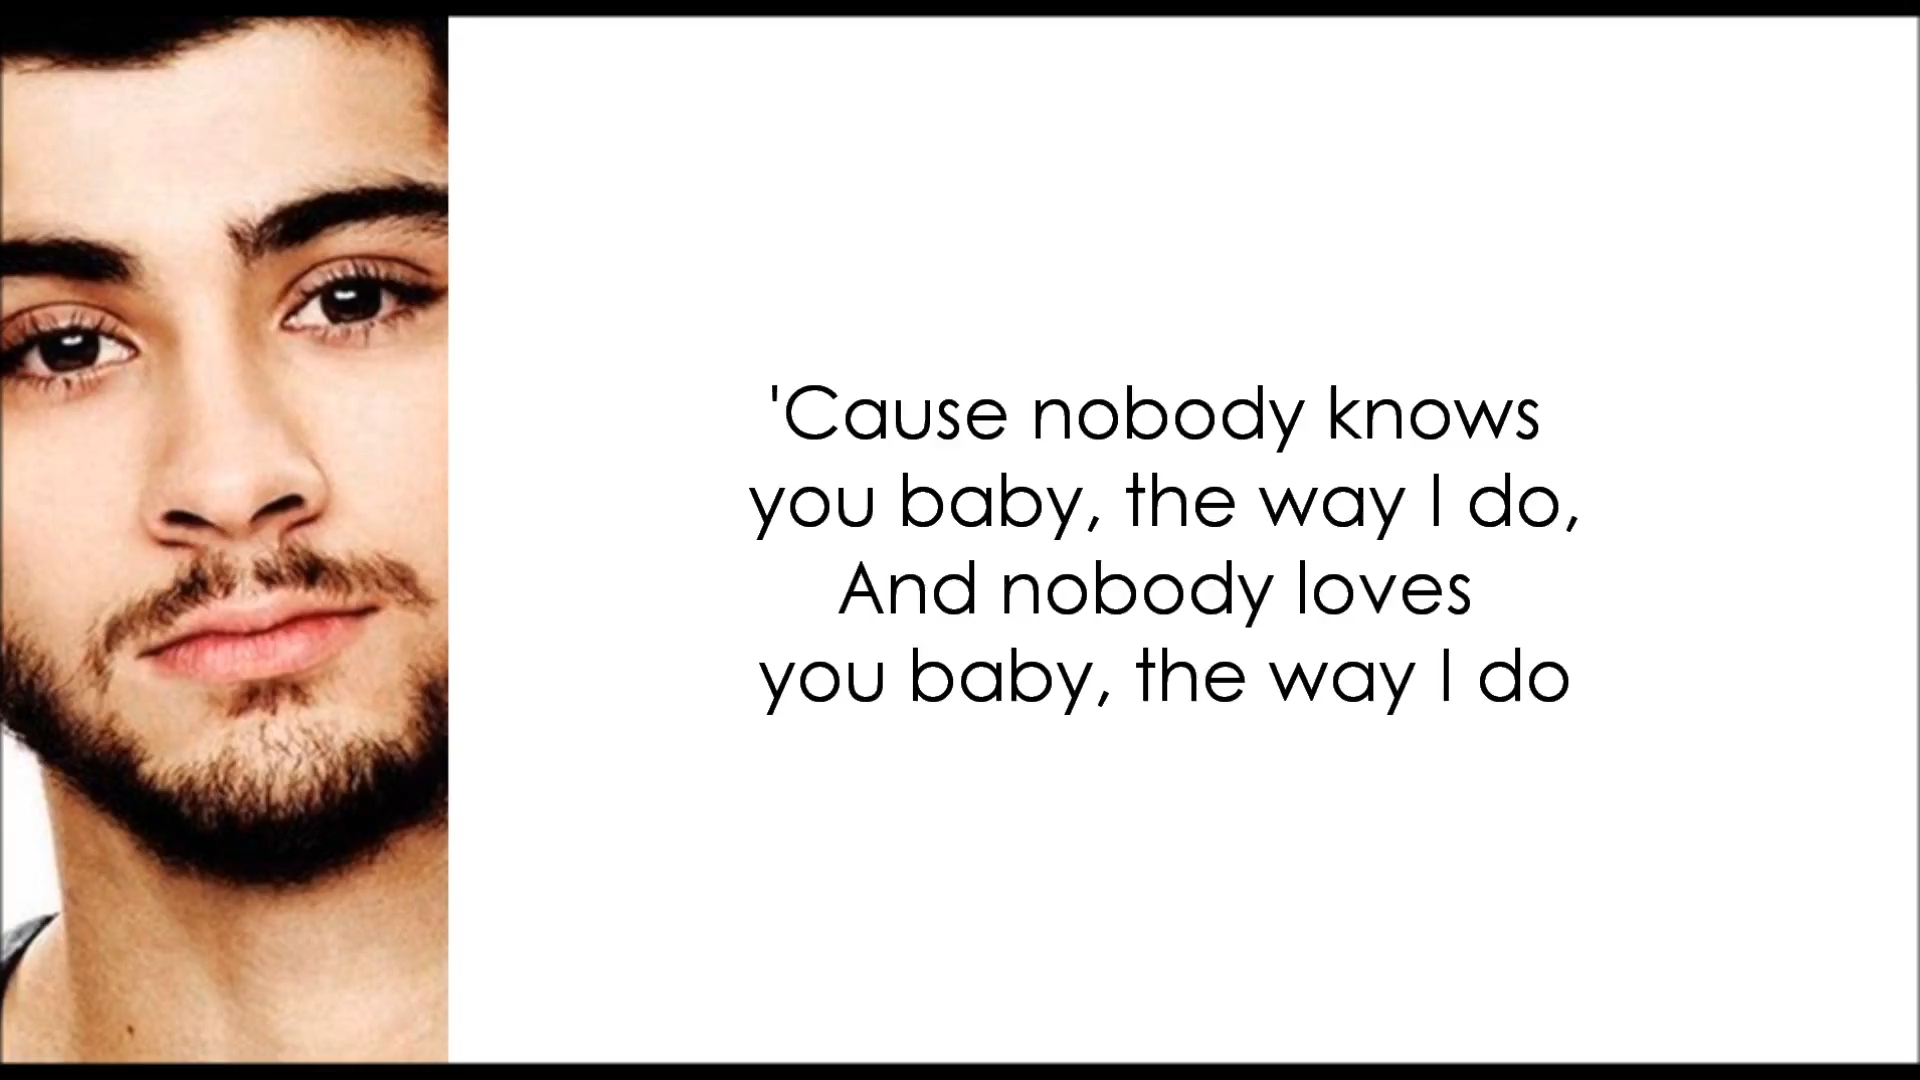 'Cause nobody knows
you baby, the way I do,
And nobody loves
you baby, the way I do